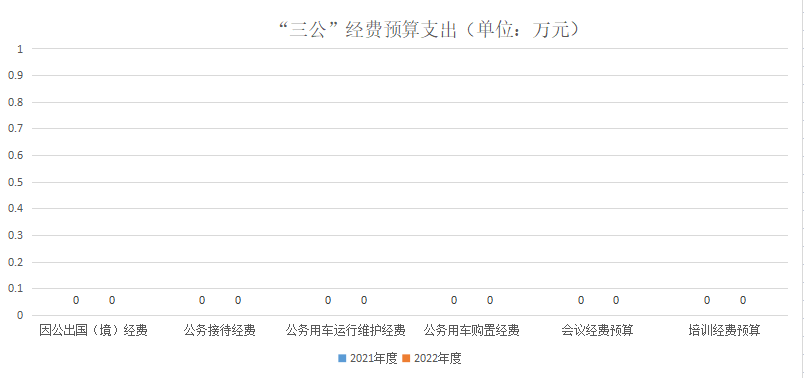 “三公”经费预算支出（单位：万元）
1
0.9
0.8
0.7
0.6
0.5
0.4
0.3
0.2
0.1
0
0 0 0 0 0 0 0 0 0 0 0 0
因公出国（境）经费 公务接待经费 公务用车运行维护经费 公务用车购置经费 会议经费预算 培训经费预算
2021年度 2022年度